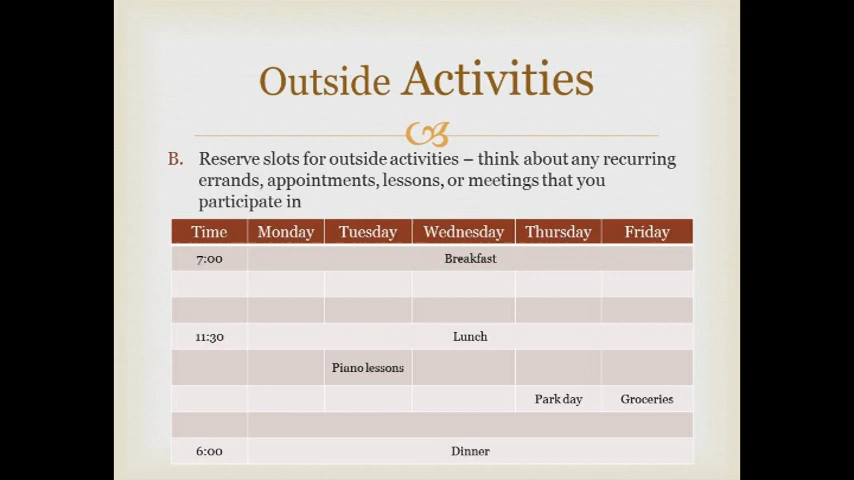 Outside Activities
B. Reserve slots for outside activities – think about any recurring
errands, appointments, lessons, or meetings that you
participate in
Time Monday Tuesday Wednesday Thursday Friday
7:00 Breakfast
11:30 Lunch
Piano lessons
Park day Groceries
6:00 Dinner